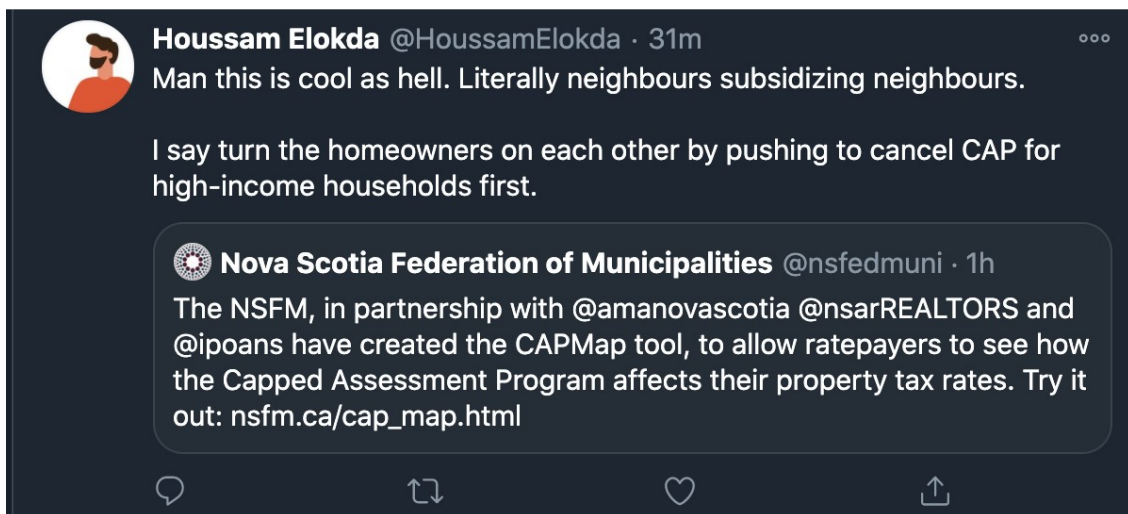 Houssam Elokda @HoussamElokda · 31m
Man this is cool as hell. Literally neighbours subsidizing neighbours.
I say turn the homeowners on each other by pushing to cancel CAP for
high-income households first.
Nova Scotia Federation of Municipalities @nsfedmuni · 1h
The NSFM, in partnership with @amanovascotia @nsarREALTORS and
@ipoans have created the CAPMap tool, to allow ratepayers to see how
the Capped Assessment Program affects their property tax rates. Try it
out: nsfm.ca/cap_map.html